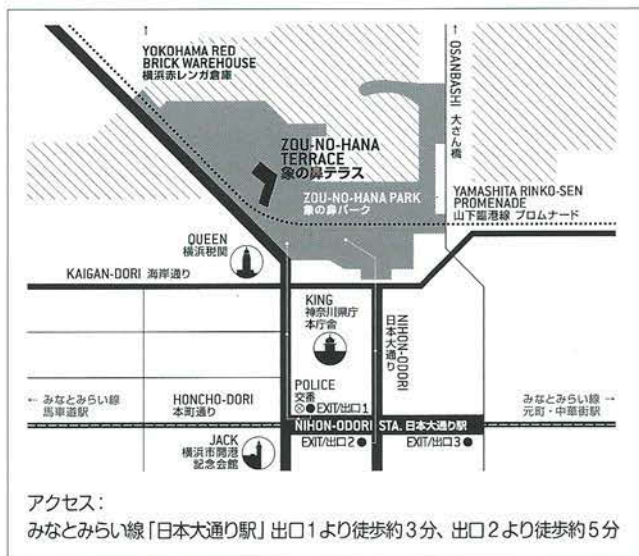 YOKOHAMA RED
BRICK WAREHOUSE
横浜赤レンガ倉庫
OSANBASHI 大さん橋
ZOU-NO-HANA
TERRACE
象の鼻テラス
ZOU-NO-HANA PARK
象の鼻パーク
YAMASHITA RINKO-SEN
PROMENADE
山下臨港線 プロムナード
QUEEN
横浜税関
KAIGAN-DORI 海岸通り
KING
神奈川県庁
本庁舎
NIHON-ODORI
日本大通り
POLICE
交番
EXIT/出口1
← みなとみらい線
馬車道駅
HONCHO-DORI
本町通り
みなとみらい線 →
元町・中華街駅
NIHON-ODORI STA. 日本大通り駅
EXIT/出口2
EXIT/出口3
JACK
横浜市開港
記念会館
アクセス:
みなとみらい線「日本大通り駅」出口1より徒歩約3分、出口2より徒歩約5分